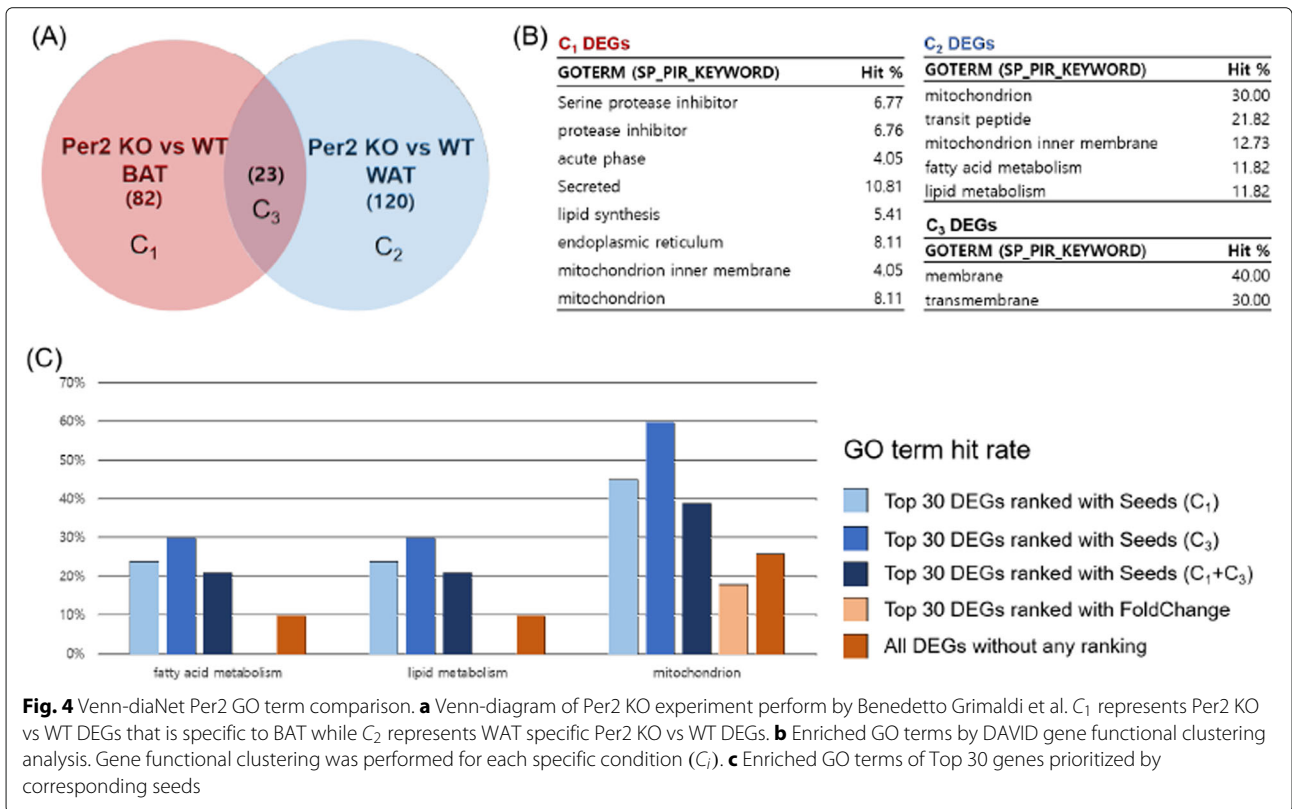 (A)
Per2 KO vs WT
BAT
(82)
C1
(23)
C3
Per2 KO vs WT
WAT
(120)
C2
(B)
C1 DEGs
GOTERM (SP_PIR_KEYWORD) Hit %
Serine protease inhibitor 6.77
protease inhibitor 6.76
acute phase 4.05
Secreted 10.81
lipid synthesis 5.41
endoplasmic reticulum 8.11
mitochondrion inner membrane 4.05
mitochondrion 8.11
C2 DEGs
GOTERM (SP_PIR_KEYWORD) Hit %
mitochondrion 30.00
transit peptide 21.82
mitochondrion inner membrane 12.73
fatty acid metabolism 11.82
lipid metabolism 11.82
C3 DEGs
GOTERM (SP_PIR_KEYWORD) Hit %
membrane 40.00
transmembrane 30.00
(C)
70%
60%
50%
40%
30%
20%
10%
0%
fatty acid metabolism lipid metabolism mitochondrion
GO term hit rate
Top 30 DEGs ranked with Seeds (C1)
Top 30 DEGs ranked with Seeds (C3)
Top 30 DEGs ranked with Seeds (C1+C3)
Top 30 DEGs ranked with FoldChange
All DEGs without any ranking
Fig. 4 Venn-diaNet Per2 GO term comparison. a Venn-diagram of Per2 KO experiment perform by Benedetto Grimaldi et al. C1 represents Per2 KO
vs WT DEGs that is specific to BAT while C2 represents WAT specific Per2 KO vs WT DEGs. b Enriched GO terms by DAVID gene functional clustering
analysis. Gene functional clustering was performed for each specific condition (Ci). c Enriched GO terms of Top 30 genes prioritized by
corresponding seeds